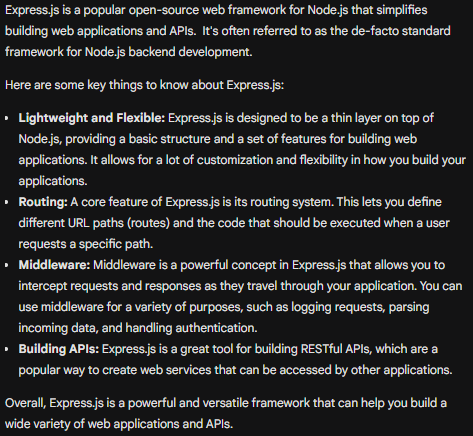 Express.js is a popular open-source web framework for Node.js that simplifies
building web applications and APIs.  It's often referred to as the de-facto standard
framework for Node.js backend development.
Here are some key things to know about Express.js:
• Lightweight and Flexible: Express.js is designed to be a thin layer on top of
Node.js, providing a basic structure and a set of features for building web
applications. It allows for a lot of customization and flexibility in how you build your
applications.
• Routing: A core feature of Express.js is its routing system. This lets you define
different URL paths (routes) and the code that should be executed when a user
requests a specific path.
• Middleware: Middleware is a powerful concept in Express.js that allows you to
intercept requests and responses as they travel through your application. You can
use middleware for a variety of purposes, such as logging requests, parsing
incoming data, and handling authentication.
• Building APIs: Express.js is a great tool for building RESTful APIs, which are a
popular way to create web services that can be accessed by other applications.
Overall, Express.js is a powerful and versatile framework that can help you build a
wide variety of web applications and APIs.